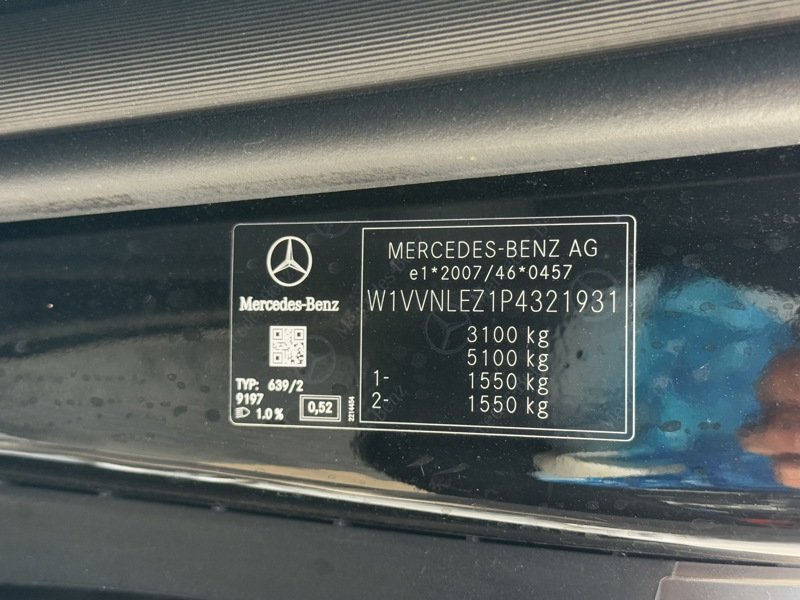 Mercedes-Benz
TYP: 639/2
9197
1.0 %
0,52
2214454
MERCEDES-BENZ AG
e1*2007/46*0457
W1VVNLEZ1P4321931
3100 kg
5100 kg
1- 1550 kg
2- 1550 kg